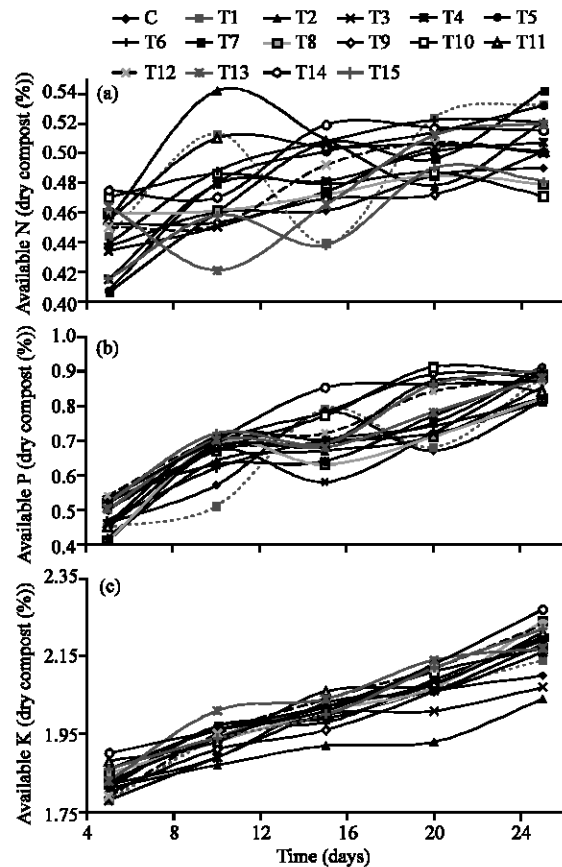 C T1 T2 T3 T4 T5
T6 T7 T8 T9 T10 T11
T12 T13 T14 T15
(a)
Available N (dry compost (%))
0.54
0.52
0.50
0.48
0.46
0.44
0.42
0.40
(b)
Available P (dry compost (%))
1.0
0.9
0.8
0.7
0.6
0.5
0.4
(c)
Available K (dry compost (%))
2.35
2.15
1.95
1.75
4 8 12 16 20 24
Time (days)